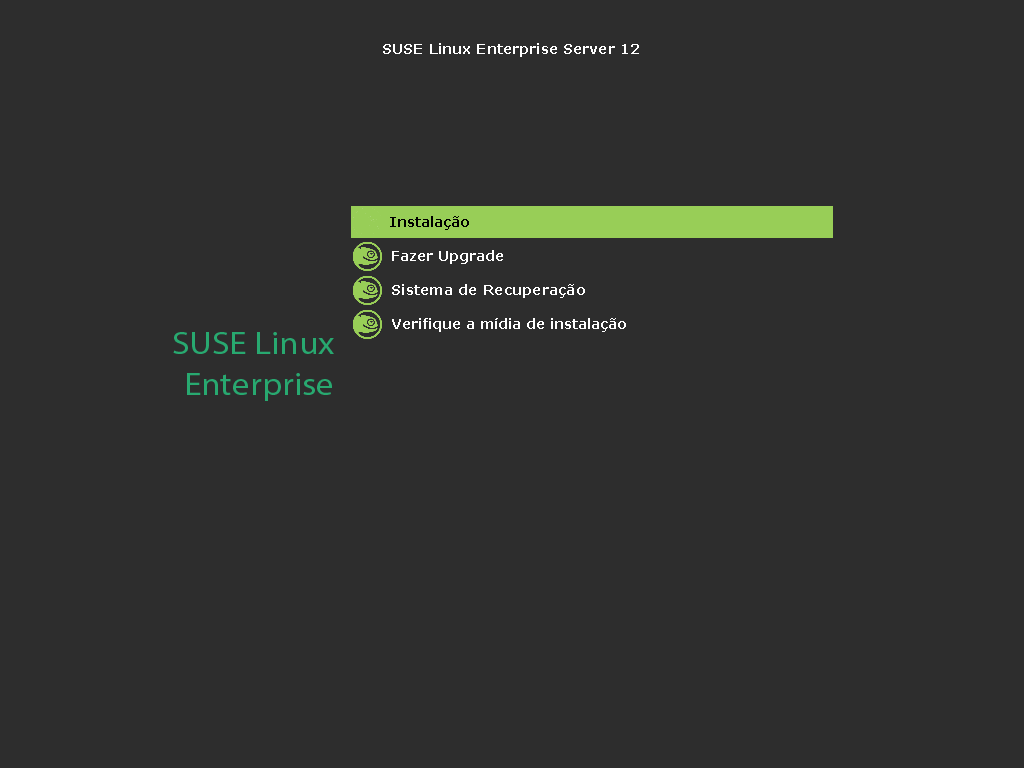 SUSE Linux Enterprise Server 12
Instalação
Fazer Upgrade
Sistema de Recuperação
Verifique a mídia de instalação
SUSE Linux
Enterprise